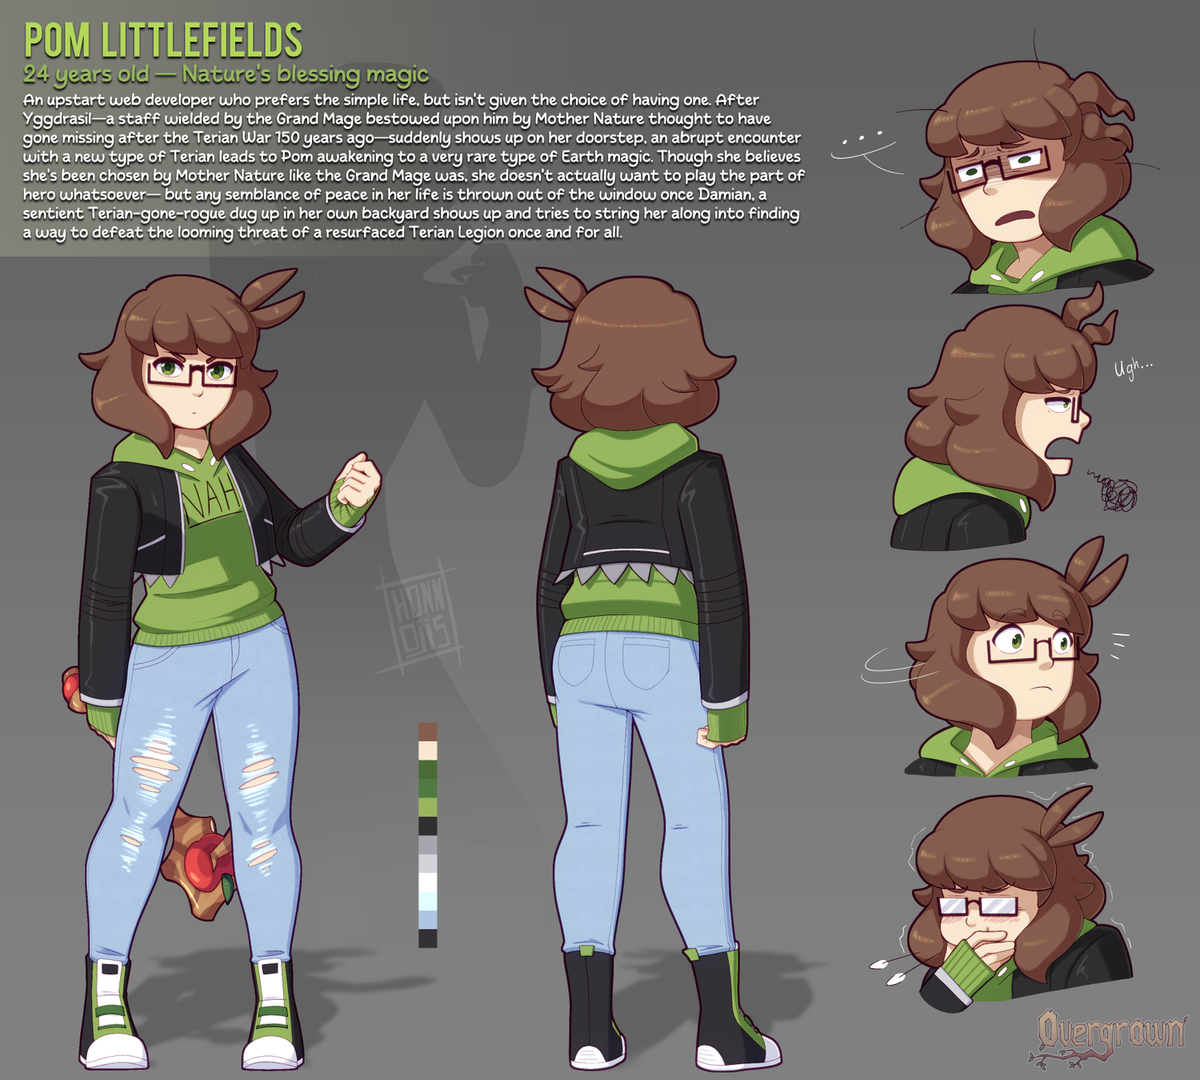 POM LITTLEFIELDS
24 years old — Nature's blessing magic
An upstart web developer who prefers the simple life, but isn't given the choice of having one. After
Yggdrasil—a staff wielded by the Grand Mage bestowed upon him by Mother Nature thought to have
gone missing after the Terian War 150 years ago—suddenly shows up on her doorstep, an abrupt encounter
with a new type of Terian leads to Pom awakening to a very rare type of Earth magic. Though she believes
she's been chosen by Mother Nature like the Grand Mage was, she doesn't actually want to play the part of
hero whatsoever— but any semblance of peace in her life is thrown out of the window once Damian, a
sentient Terian-gone-rogue dug up in her own backyard shows up and tries to string her along into finding
a way to defeat the looming threat of a resurfaced Terian Legion once and for all.
Ugh...
NAH
Overgrown